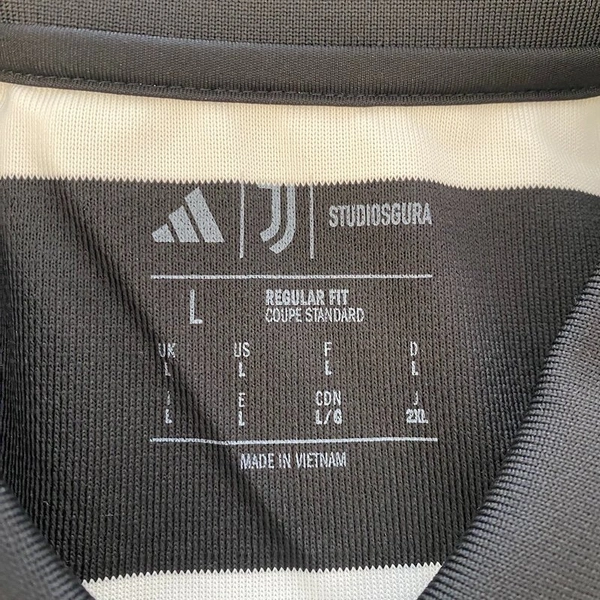 STUDIOSGURA
L REGULAR FIT
COUPE STANDARD
UK US F D
L L L L
I E CDN J
L L L/G 2XL
MADE IN VIETNAM